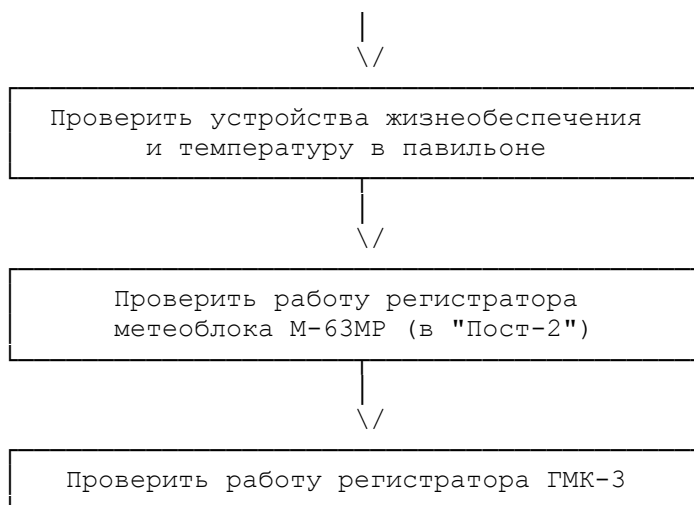 Проверить устройства жизнеобеспечения
и температуру в павильоне
Проверить работу регистратора
метеоблока М-63МР (в "Пост-2")
Проверить работу регистратора ГМК-3